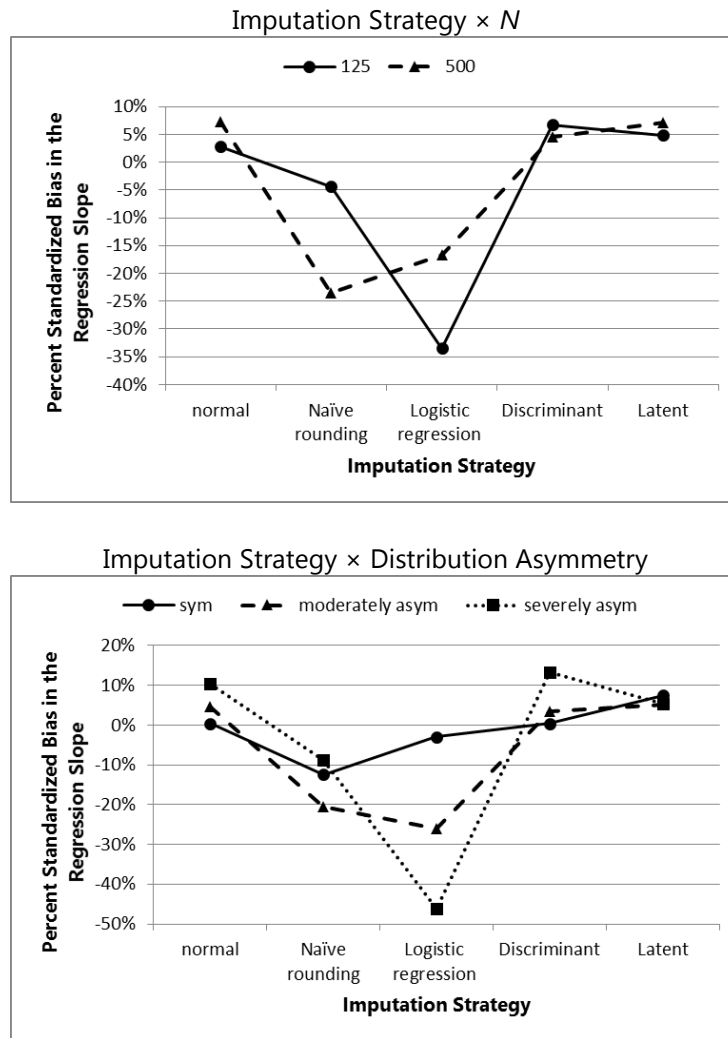 Imputation Strategy × N
125 500
Percent Standardized Bias in the
Regression Slope
10%
5%
0%
-5%
-10%
-15%
-20%
-25%
-30%
-35%
-40%
normal Naïve rounding Logistic regression Discriminant Latent
Imputation Strategy
Imputation Strategy × Distribution Asymmetry
sym moderately asym severely asym
Percent Standardized Bias in the
Regression Slope
20%
10%
0%
-10%
-20%
-30%
-40%
-50%
normal Naïve rounding Logistic regression Discriminant Latent
Imputation Strategy